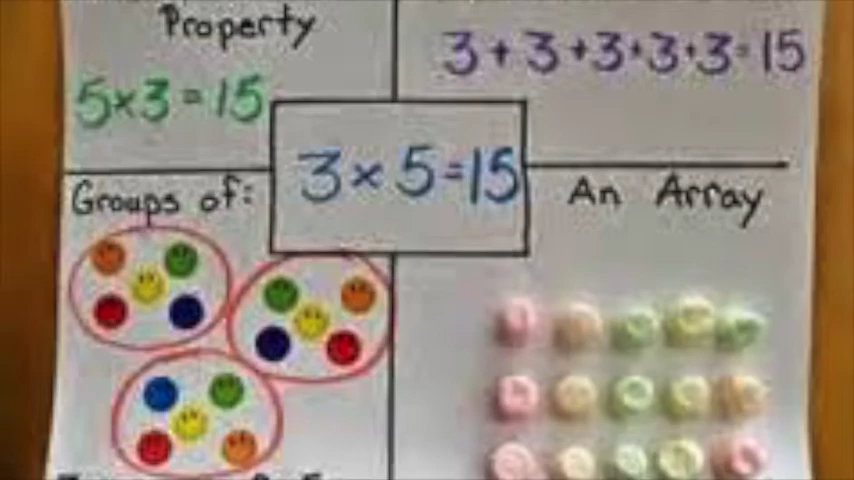 Property
5×3=15
3+3+3+3+3=15
3×5=15
Groups of:
An Array